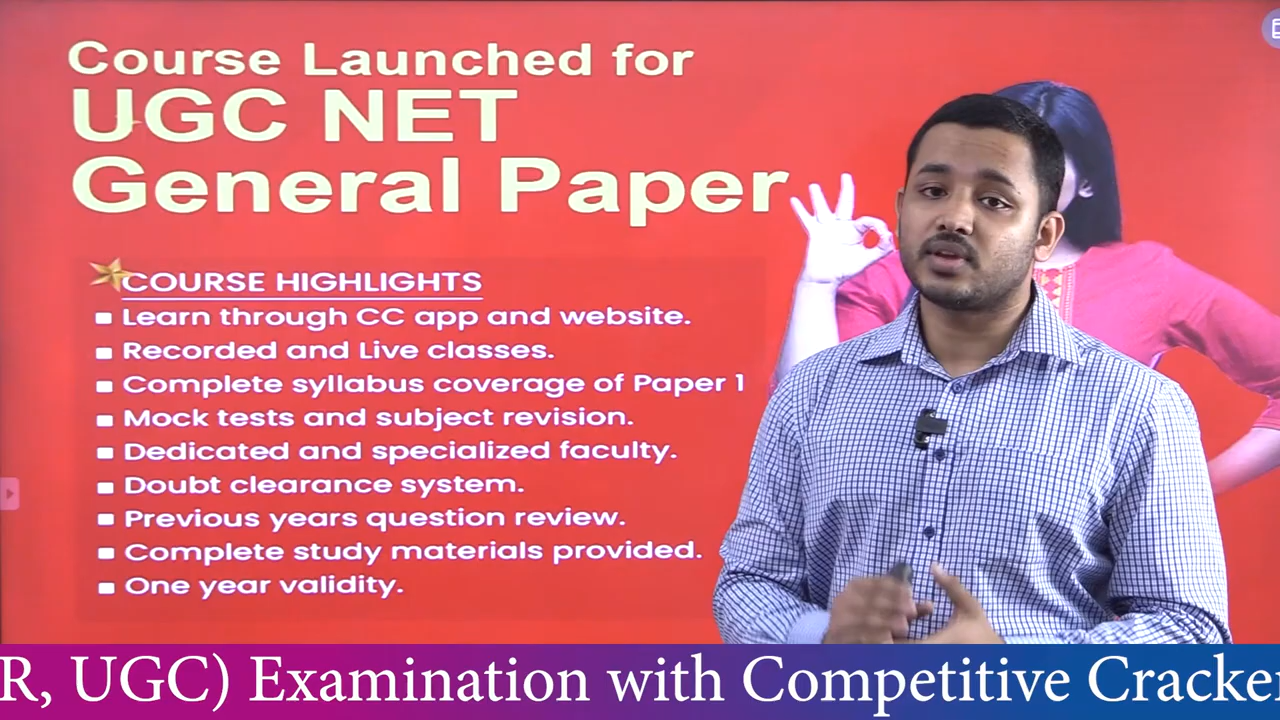 Course Launched for
UGC NET
General Paper
COURSE HIGHLIGHTS
Learn through CC app and website.
Recorded and Live classes.
Complete syllabus coverage of Paper 1
Mock tests and subject revision.
Dedicated and specialized faculty.
Doubt clearance system.
Previous years question review.
Complete study materials provided.
One year validity.
R, UGC) Examination with Competitive Cracker